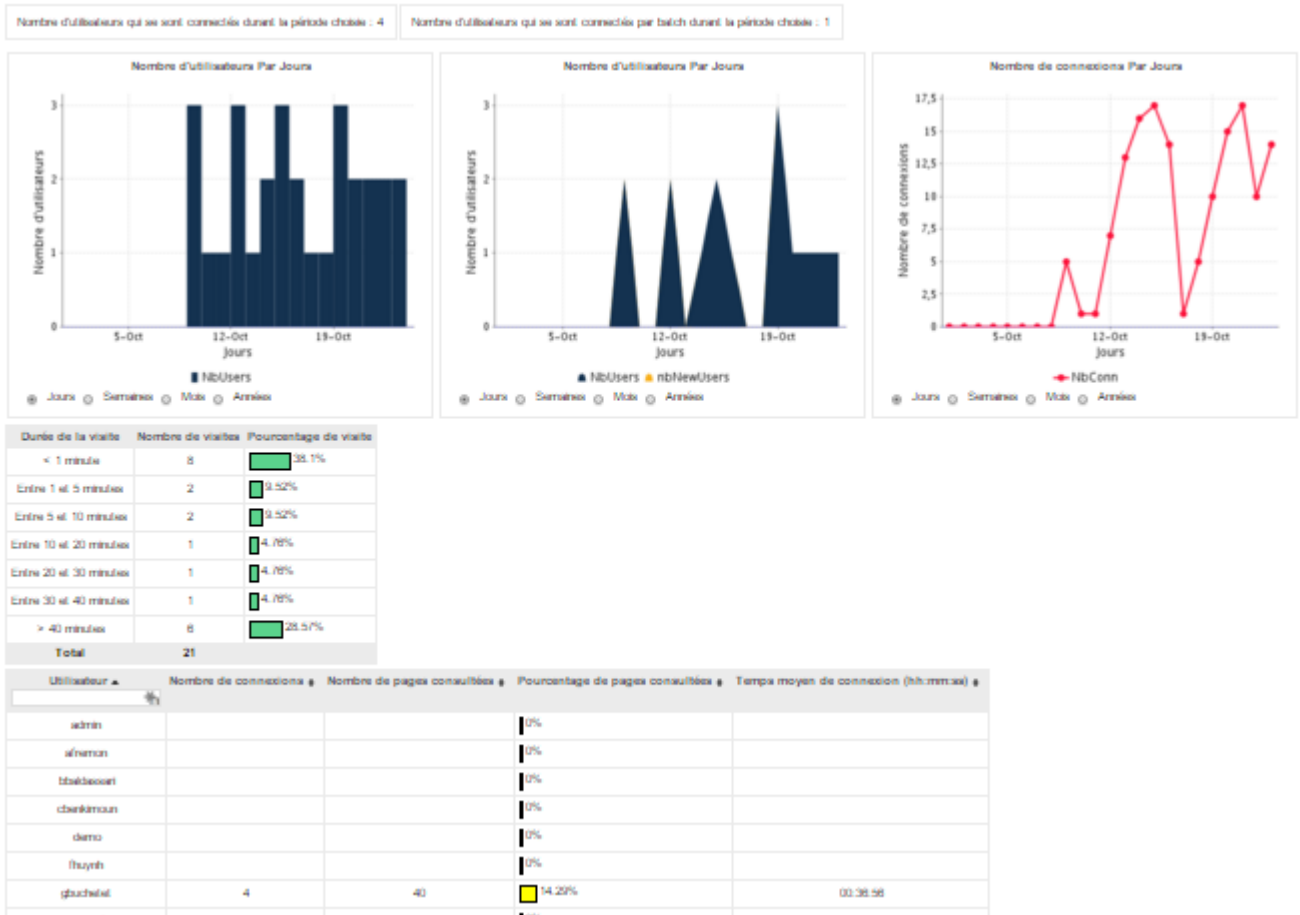 Nombre d'utilisateurs qui se sont connectés durant la période choisie : 4
Nombre d'utilisateurs qui se sont connectés par batch durant la période choisie : 1
Nombre d'utilisateurs Par Jours
3
2
1
0
Nombre d'utilisateurs
5-Oct 12-Oct 19-Oct
Jours
NbUsers
Jours Semaines Mois Années
Nombre d'utilisateurs Par Jours
3
2
1
0
Nombre d'utilisateurs
5-Oct 12-Oct 19-Oct
Jours
NbUsers nbNewUsers
Jours Semaines Mois Années
Nombre de connexions Par Jours
17,5
15
12,5
10
7,5
5
2,5
0
Nombre de connexions
5-Oct 12-Oct 19-Oct
Jours
NbConn
Jours Semaines Mois Années
Durée de la visite Nombre de visites Pourcentage de visite
< 1 minute 8 38.1%
Entre 1 et 5 minutes 2 9.52%
Entre 5 et 10 minutes 2 9.52%
Entre 10 et 20 minutes 1 4.76%
Entre 20 et 30 minutes 1 4.76%
Entre 30 et 40 minutes 1 4.76%
> 40 minutes 6 28.57%
Total 21
Utilisateur Nombre de connexions Nombre de pages consultées Pourcentage de pages consultées Temps moyen de connexion (hh:mm:ss)
admin 0%
0%
0%
0%
demo 0%
0%
4 40 14.29%